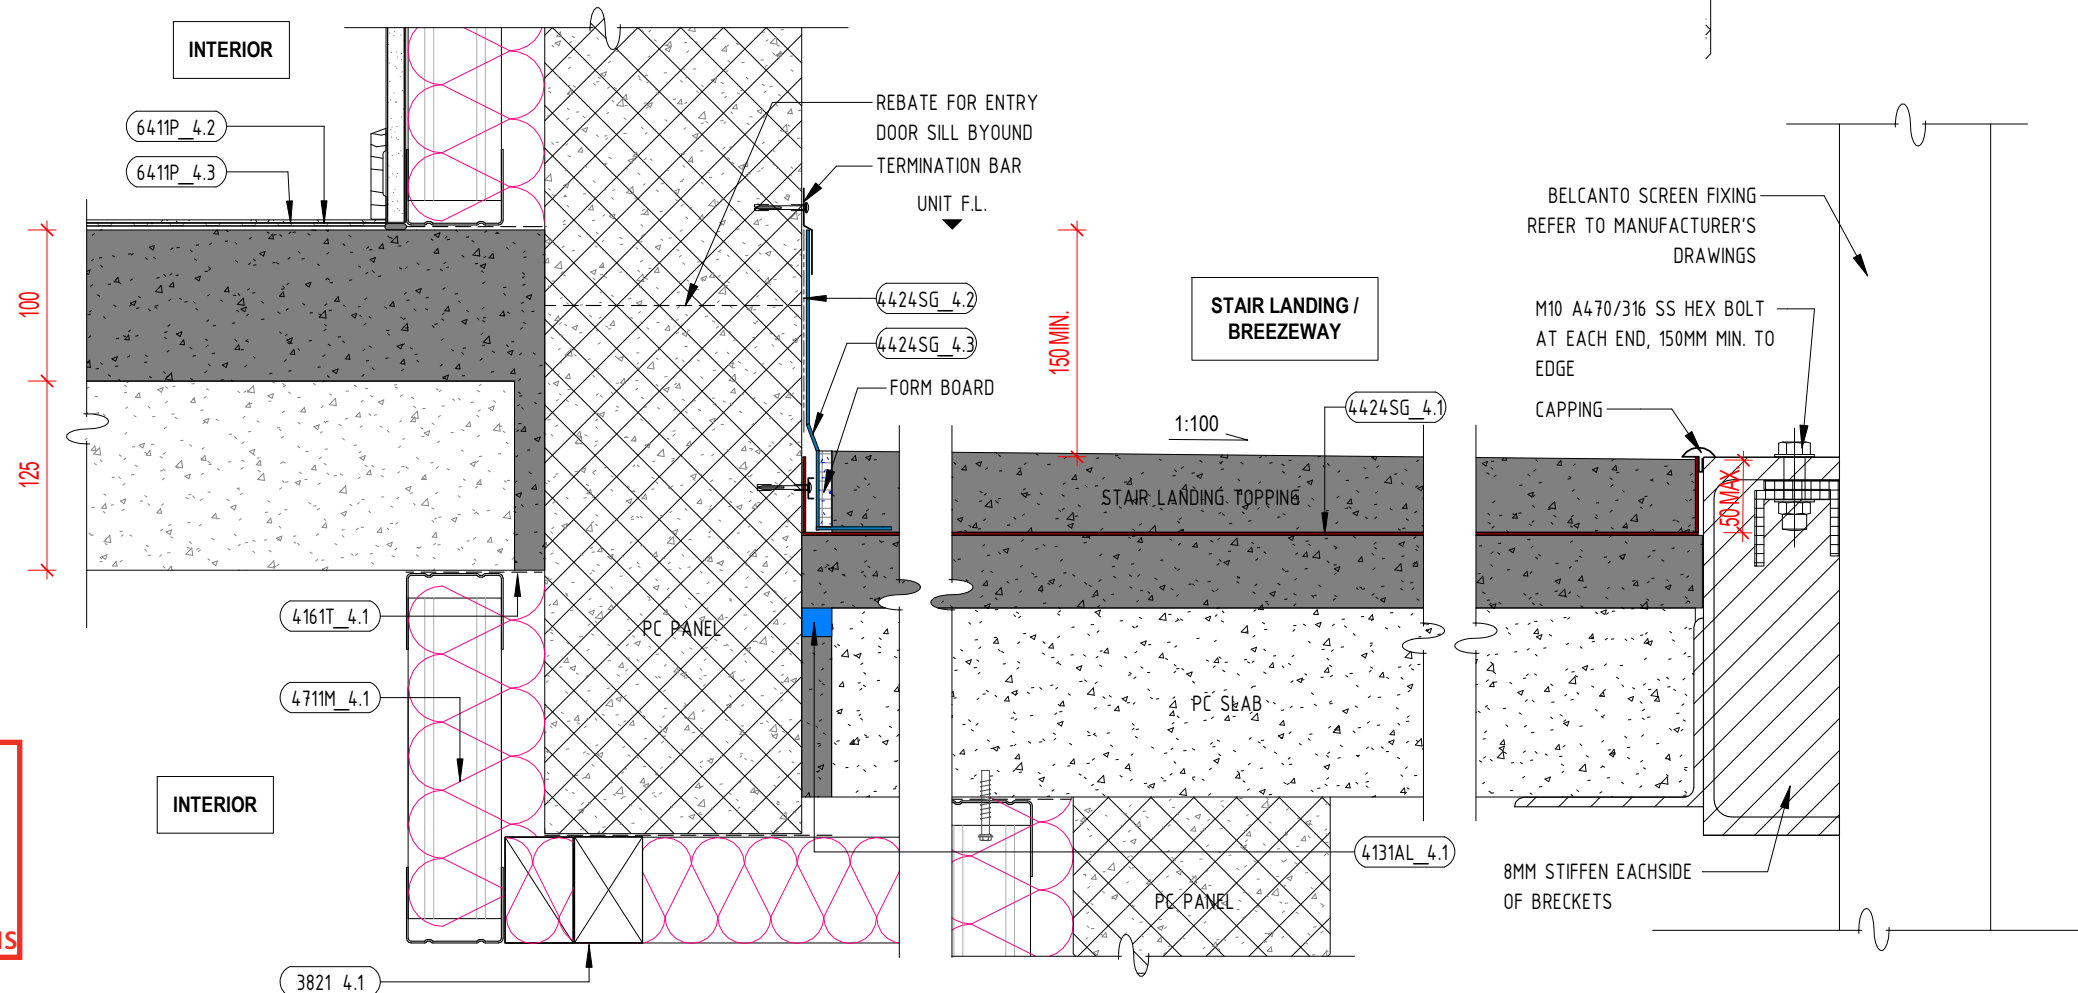 INTERIOR
6411P_4.2
6411P_4.3
REBATE FOR ENTRY
DOOR SILL BYOUND
TERMINATION BAR
UNIT F.L.
4424SG_4.2
4424SG_4.3
FORM BOARD
150 MIN.
STAIR LANDING /
BREEZEWAY
1:100
4424SG_4.1
BELCANTO SCREEN FIXING
REFER TO MANUFACTURER'S
DRAWINGS
M10 A470/316 SS HEX BOLT
AT EACH END, 150MM MIN. TO
EDGE
CAPPING
100
125
STAIR LANDING TOPPING
50 MAX
4161T_4.1
PC PANEL
4711M_4.1
PC SLAB
INTERIOR
4131AL_4.1
8MM STIFFEN EACHSIDE
OF BRECKETS
PC PANEL
3821 4.1